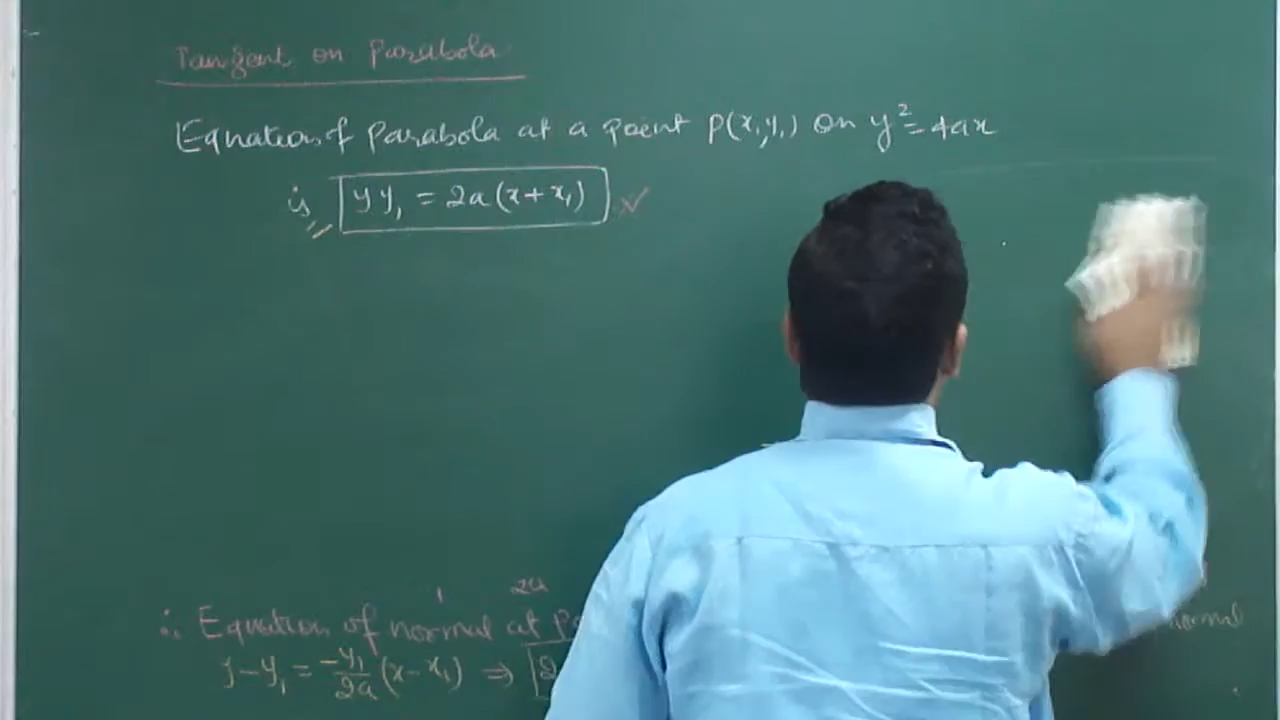 Tangent on Parabola
Equation of Parabola at a point P(x₁,y₁) on y² = 4ax
is yy₁ = 2a(x + x₁)
∴ Equation of normal at
y - y₁ = -y₁/2a (x - x₁) ⇒
normal